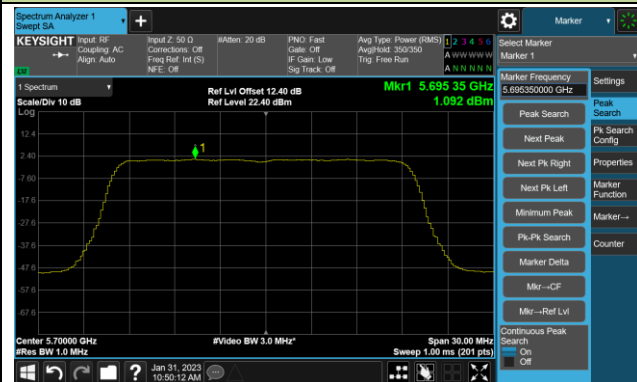 Spectrum Analyzer 1
Swept SA
Marker
KEYSIGHT
Input: RF
Coupling: AC
Align: Auto
Input Z: 50 Ω
Corrections: Off
Freq Ref: Int (S)
NFE: Off
#Atten: 20 dB
PNO: Fast
Gate: Off
IF Gain: Low
Sig Track: Off
Avg Type: Power (RMS)
Avg|Hold: 350/350
Trig: Free Run
1 2 3 4 5 6
A W W W W W
A N N N N N
Select Marker
Marker 1
1 Spectrum
Scale/Div 10 dB
Log
Ref Lvl Offset 12.40 dB
Ref Level 22.40 dBm
Mkr1 5.695 35 GHz
1.092 dBm
12.4
2.40
-7.60
-17.6
-27.6
-37.6
-47.6
-57.6
-67.6
1
Center 5.70000 GHz
#Res BW 1.0 MHz
#Video BW 3.0 MHz*
Span 30.00 MHz
Sweep 1.00 ms (201 pts)
Marker Frequency
5.695350000 GHz
Peak Search
Next Peak
Next Pk Right
Next Pk Left
Minimum Peak
Pk-Pk Search
Marker Delta
Mkr→CF
Mkr→Ref Lvl
Continuous Peak
Search
On
Off
Settings
Peak
Search
Pk Search
Config
Properties
Marker
Function
Marker→
Counter
Jan 31, 2023
10:50:12 AM